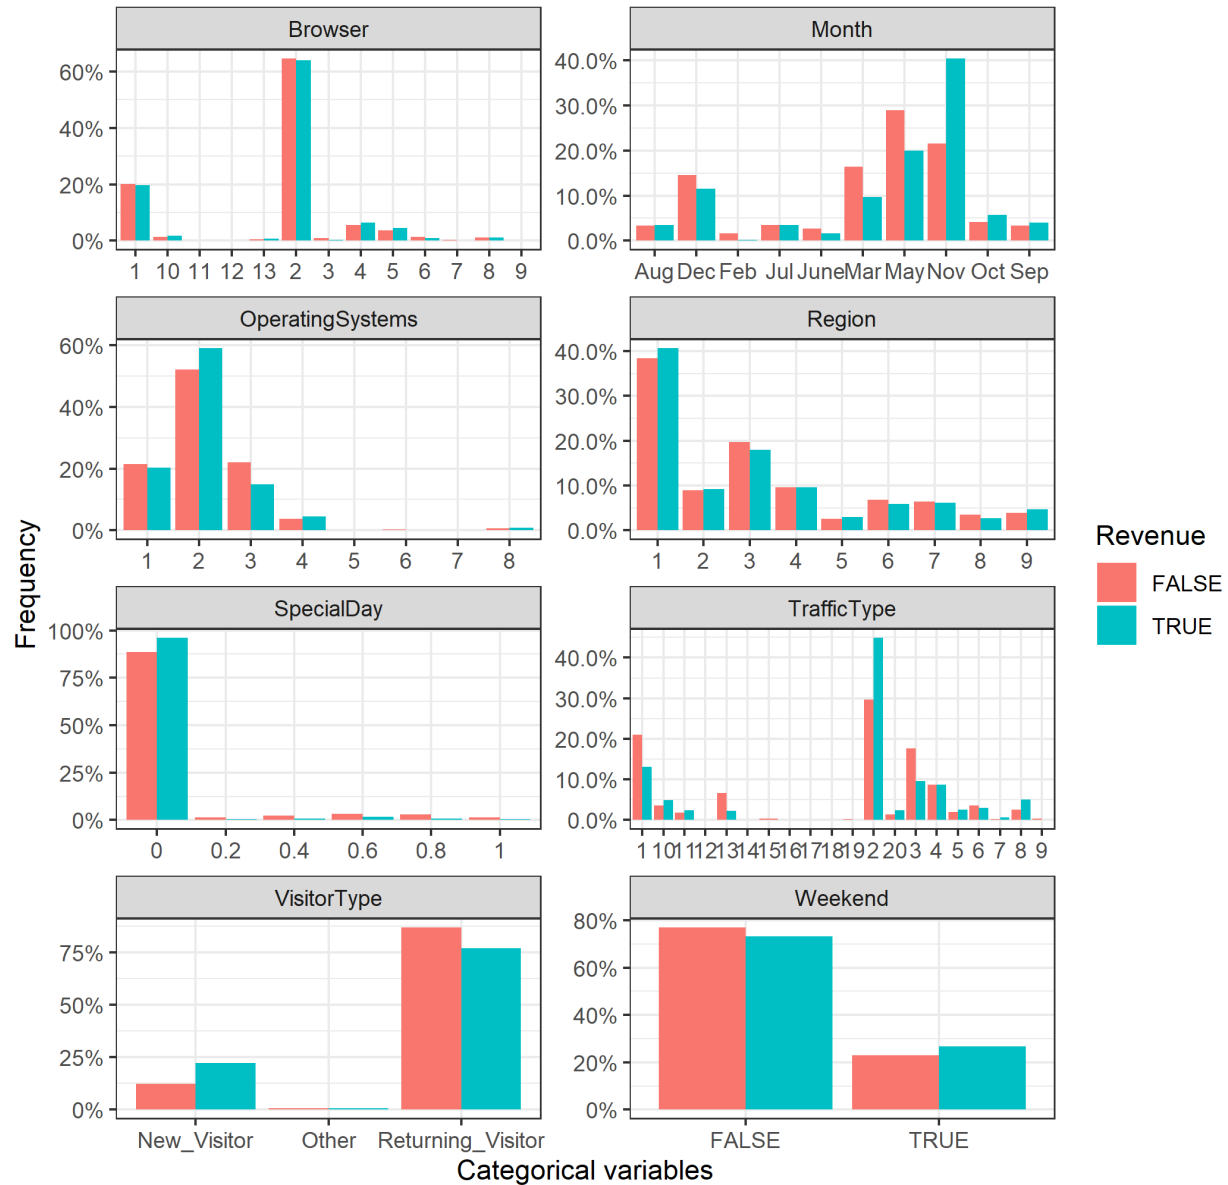 Browser
Month
60%
40%
20%
0%
40.0%
30.0%
20.0%
10.0%
0.0%
1 10 11 12 13 2 3 4 5 6 7 8 9
Aug Dec Feb Jul June Mar May Nov Oct Sep
OperatingSystems
Region
60%
40%
20%
0%
40.0%
30.0%
20.0%
10.0%
0.0%
1 2 3 4 5 6 7 8
1 2 3 4 5 6 7 8 9
SpecialDay
TrafficType
100%
75%
50%
25%
0%
40.0%
30.0%
20.0%
10.0%
0.0%
0 0.2 0.4 0.6 0.8 1
1 10 11 12 13 14 15 16 17 18 19 2 20 3 4 5 6 7 8 9
VisitorType
Weekend
75%
50%
25%
0%
80%
60%
40%
20%
0%
New_Visitor Other Returning_Visitor
FALSE TRUE
Frequency
Categorical variables
Revenue
FALSE
TRUE